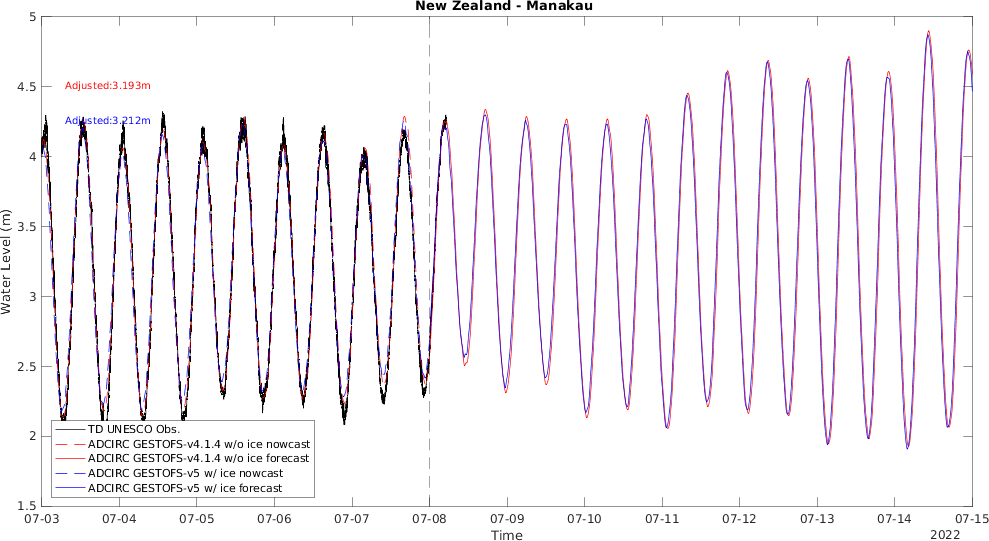 New Zealand - Manakau
5
4.5
4
3.5
3
2.5
2
1.5
Water Level (m)
Adjusted:3.193m
Adjusted:3.212m
TD UNESCO Obs.
ADCIRC GESTOFS-v4.1.4 w/o ice nowcast
ADCIRC GESTOFS-v4.1.4 w/o ice forecast
ADCIRC GESTOFS-v5 w/ ice nowcast
ADCIRC GESTOFS-v5 w/ ice forecast
07-03 07-04 07-05 07-06 07-07 07-08 07-09 07-10 07-11 07-12 07-13 07-14 07-15
Time
2022